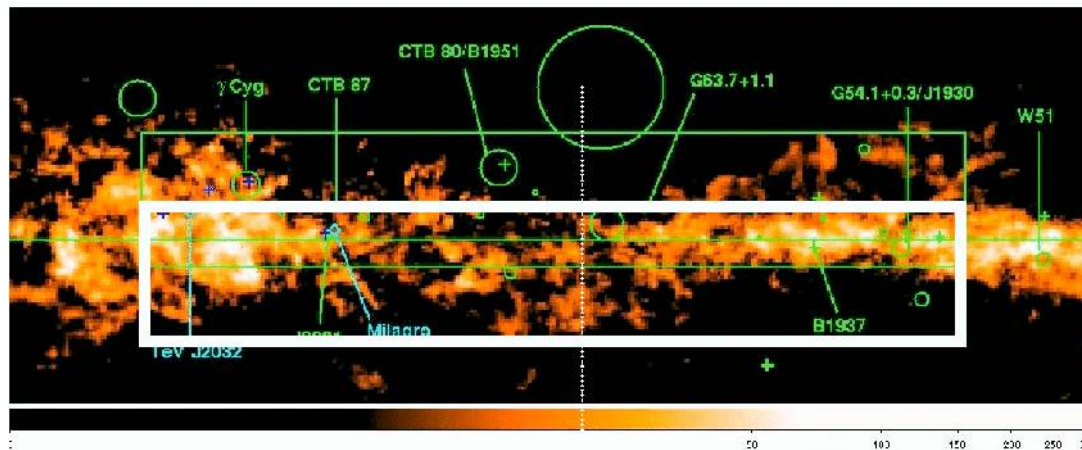 CTB 80/B1951
γ Cyg
CTB 87
G63.7+1.1
G54.1+0.3/J1930
W51
Milagro
B1937
TeV J2032
50
100
150
200
250